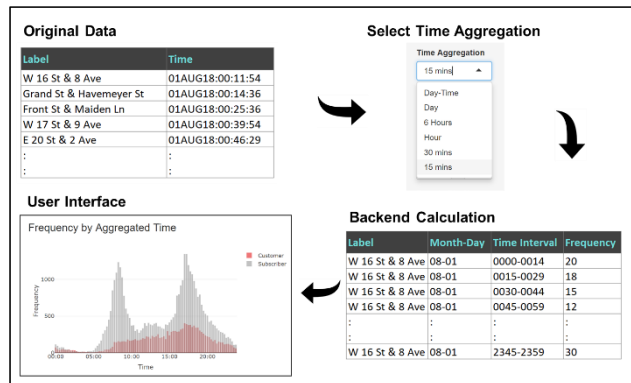 Original Data
Label Time
W 16 St & 8 Ave 01AUG18:00:11:54
Grand St & Havemeyer St 01AUG18:00:14:36
Front St & Maiden Ln 01AUG18:00:25:36
W 17 St & 9 Ave 01AUG18:00:39:54
E 20 St & 2 Ave 01AUG18:00:46:29
: :
: :
Select Time Aggregation
Time Aggregation
15 mins
Day-Time
Day
6 Hours
Hour
30 mins
15 mins
User Interface
Frequency by Aggregated Time
Customer
Subscriber
Frequency
1000
500
0
00:00 05:00 10:00 15:00 20:00
Time
Backend Calculation
Label Month-Day Time Interval Frequency
W 16 St & 8 Ave 08-01 0000-0014 20
W 16 St & 8 Ave 08-01 0015-0029 18
W 16 St & 8 Ave 08-01 0030-0044 15
W 16 St & 8 Ave 08-01 0045-0059 12
: : : :
: : : :
W 16 St & 8 Ave 08-01 2345-2359 30